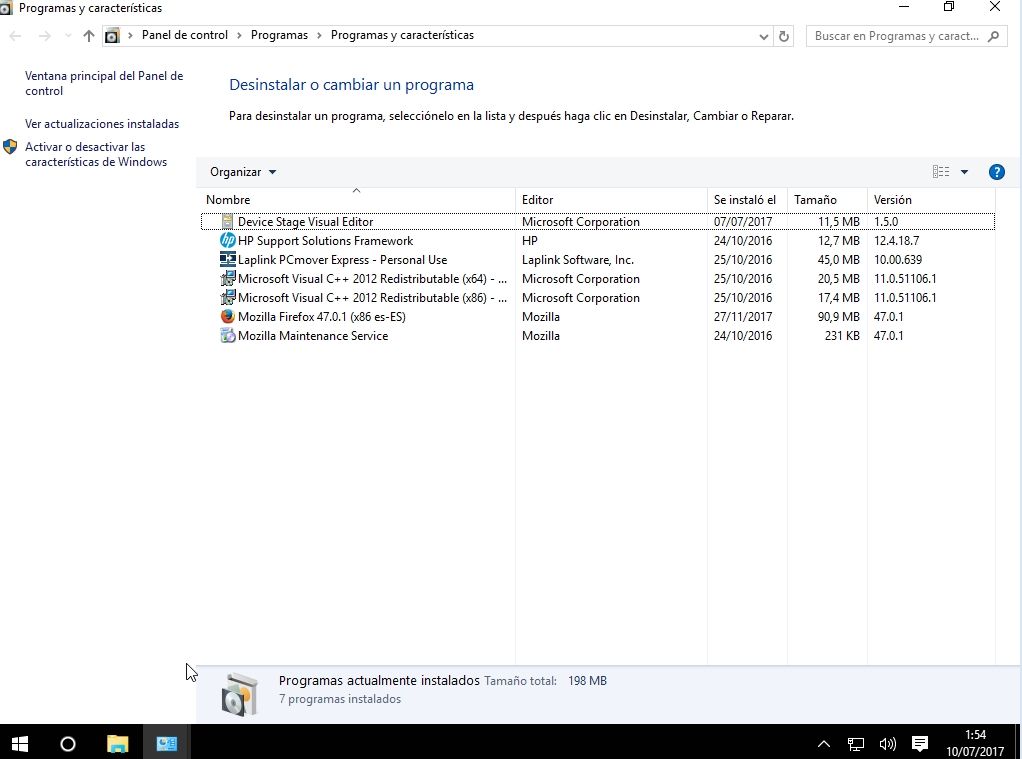 Programas y características
Panel de control > Programas > Programas y características
Buscar en Programas y caract...
Ventana principal del Panel de
control
Ver actualizaciones instaladas
Activar o desactivar las
características de Windows
Desinstalar o cambiar un programa
Para desinstalar un programa, selecciónelo en la lista y después haga clic en Desinstalar, Cambiar o Reparar.
Organizar
Nombre Editor Se instaló el Tamaño Versión
Device Stage Visual Editor Microsoft Corporation 07/07/2017 11,5 MB 1.5.0
HP Support Solutions Framework HP 24/10/2016 12,7 MB 12.4.18.7
Laplink PCmover Express - Personal Use Laplink Software, Inc. 25/10/2016 45,0 MB 10.00.639
Microsoft Visual C++ 2012 Redistributable (x64) - ... Microsoft Corporation 25/10/2016 20,5 MB 11.0.51106.1
Microsoft Visual C++ 2012 Redistributable (x86) - ... Microsoft Corporation 25/10/2016 17,4 MB 11.0.51106.1
Mozilla Firefox 47.0.1 (x86 es-ES) Mozilla 27/11/2017 90,9 MB 47.0.1
Mozilla Maintenance Service Mozilla 24/10/2016 231 KB 47.0.1
Programas actualmente instalados Tamaño total: 198 MB
7 programas instalados
1:54
10/07/2017